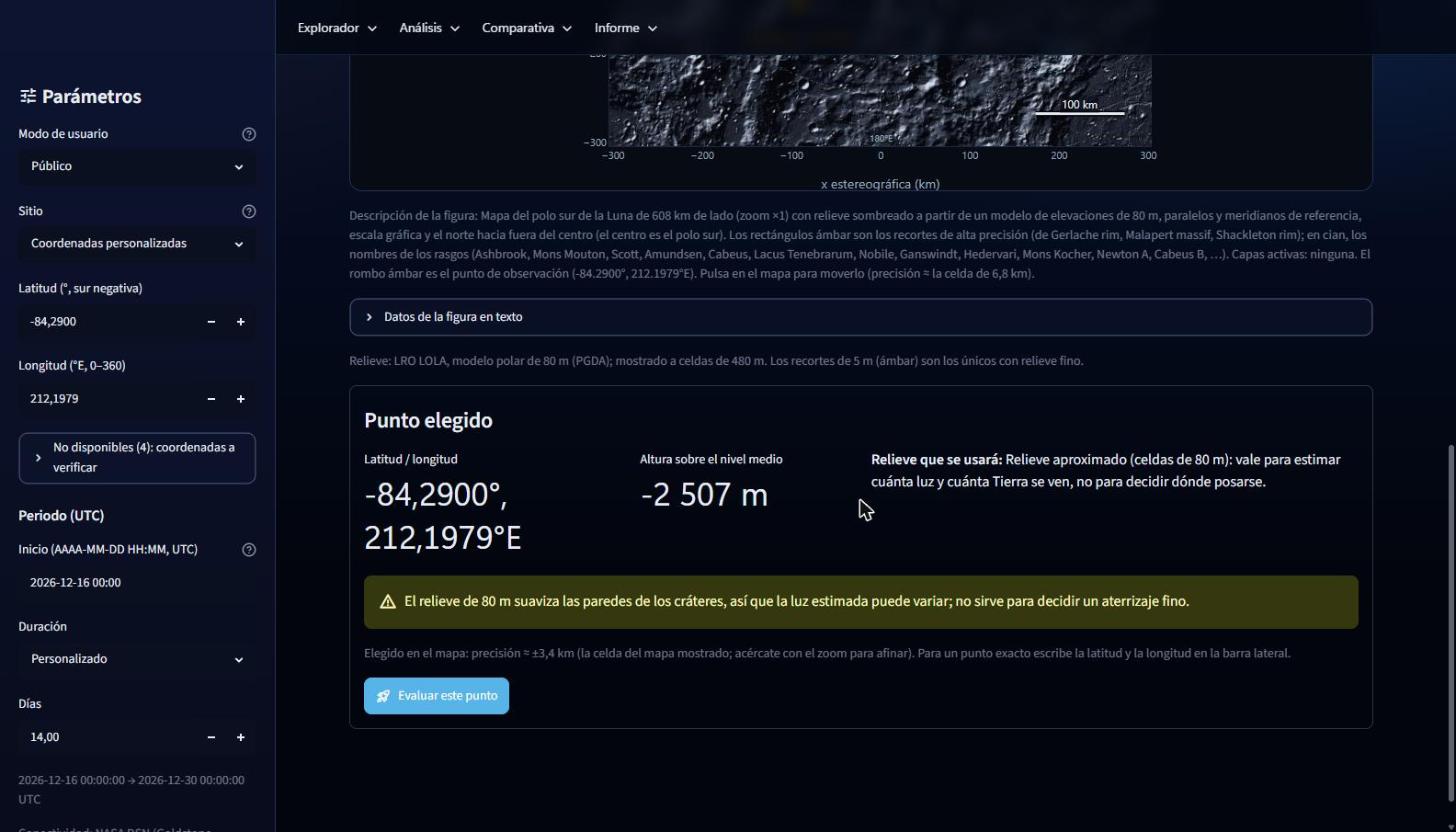 Explorador
Análisis
Comparativa
Informe
Parámetros
Modo de usuario
Público
Sitio
Coordenadas personalizadas
Latitud (°, sur negativa)
-84,2900
Longitud (°E, 0–360)
212,1979
No disponibles (4): coordenadas a
verificar
Periodo (UTC)
Inicio (AAAA-MM-DD HH:MM, UTC)
2026-12-16 00:00
Duración
Personalizado
Días
14,00
2026-12-16 00:00:00 → 2026-12-30 00:00:00
UTC
100 km
180°E
−300
−300 −200 −100 0 100 200 300
x estereográfica (km)
Descripción de la figura: Mapa del polo sur de la Luna de 608 km de lado (zoom ×1) con relieve sombreado a partir de un modelo de elevaciones de 80 m, paralelos y meridianos de referencia,
escala gráfica y el norte hacia fuera del centro (el centro es el polo sur). Los rectángulos ámbar son los recortes de alta precisión (de Gerlache rim, Malapert massif, Shackleton rim); en cian, los
nombres de los rasgos (Ashbrook, Mons Mouton, Scott, Amundsen, Cabeus, Lacus Tenebrarum, Nobile, Ganswindt, Hedervari, Mons Kocher, Newton A, Cabeus B, …). Capas activas: ninguna. El
rombo ámbar es el punto de observación (-84.2900°, 212.1979°E). Pulsa en el mapa para moverlo (precisión ≈ la celda de 6,8 km).
Datos de la figura en texto
Relieve: LRO LOLA, modelo polar de 80 m (PGDA); mostrado a celdas de 480 m. Los recortes de 5 m (ámbar) son los únicos con relieve fino.
Punto elegido
Latitud / longitud
-84,2900°,
212,1979°E
Altura sobre el nivel medio
-2 507 m
Relieve que se usará: Relieve aproximado (celdas de 80 m): vale para estimar
cuánta luz y cuánta Tierra se ven, no para decidir dónde posarse.
El relieve de 80 m suaviza las paredes de los cráteres, así que la luz estimada puede variar; no sirve para decidir un aterrizaje fino.
Elegido en el mapa: precisión ≈ ±3,4 km (la celda del mapa mostrado; acércate con el zoom para afinar). Para un punto exacto escribe la latitud y la longitud en la barra lateral.
Evaluar este punto